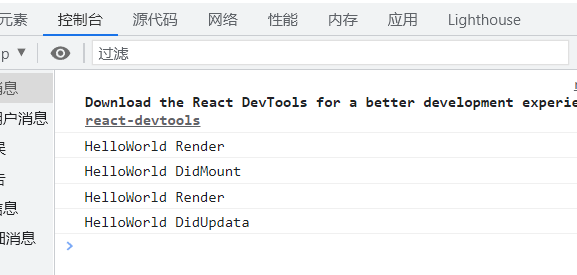 元素 控制台 源代码 网络 性能 内存 应用 Lighthouse
p 过滤
消息
Download the React DevTools for a better development experie
用户消息
react-devtools
HelloWorld Render
HelloWorld DidMount
HelloWorld Render
信息
HelloWorld DidUpdata
细消息